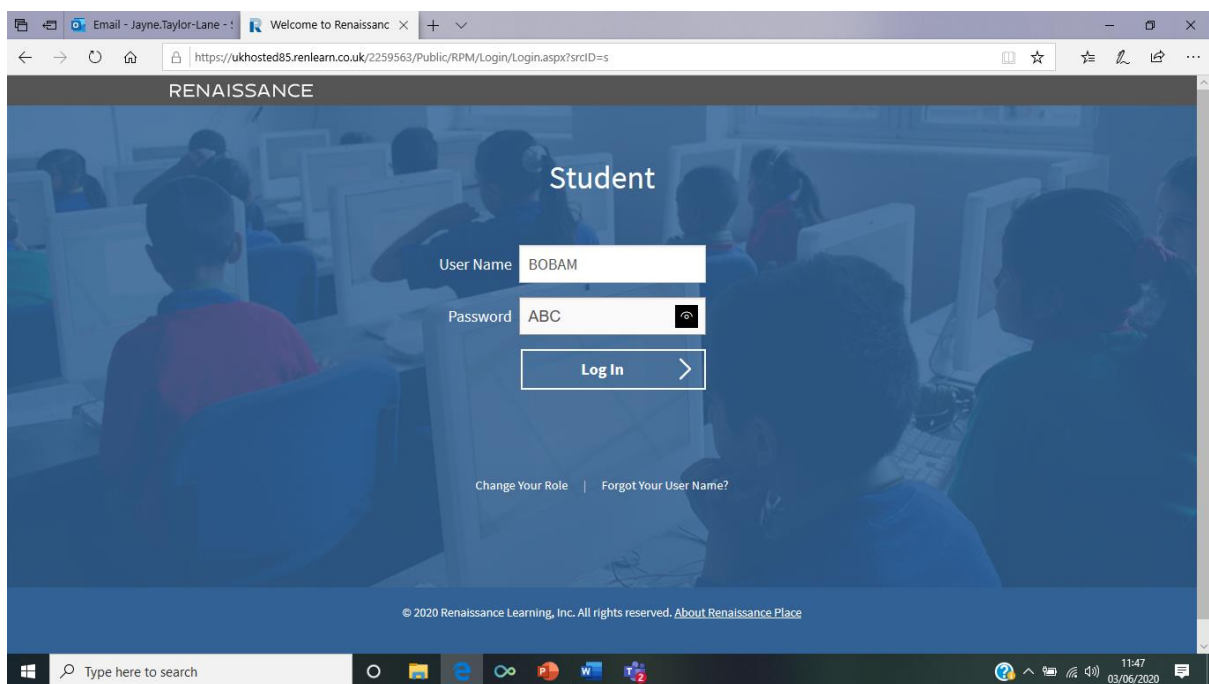 Email - Jayne.Taylor-Lane - S
Welcome to Renaissanc
https://ukhosted85.renlearn.co.uk/2259563/Public/RPM/Login/Login.aspx?srcID=s
RENAISSANCE
Student
User Name BOBAM
Password ABC
Log In
Change Your Role | Forgot Your User Name?
© 2020 Renaissance Learning, Inc. All rights reserved. About Renaissance Place
Type here to search
11:47
03/06/2020